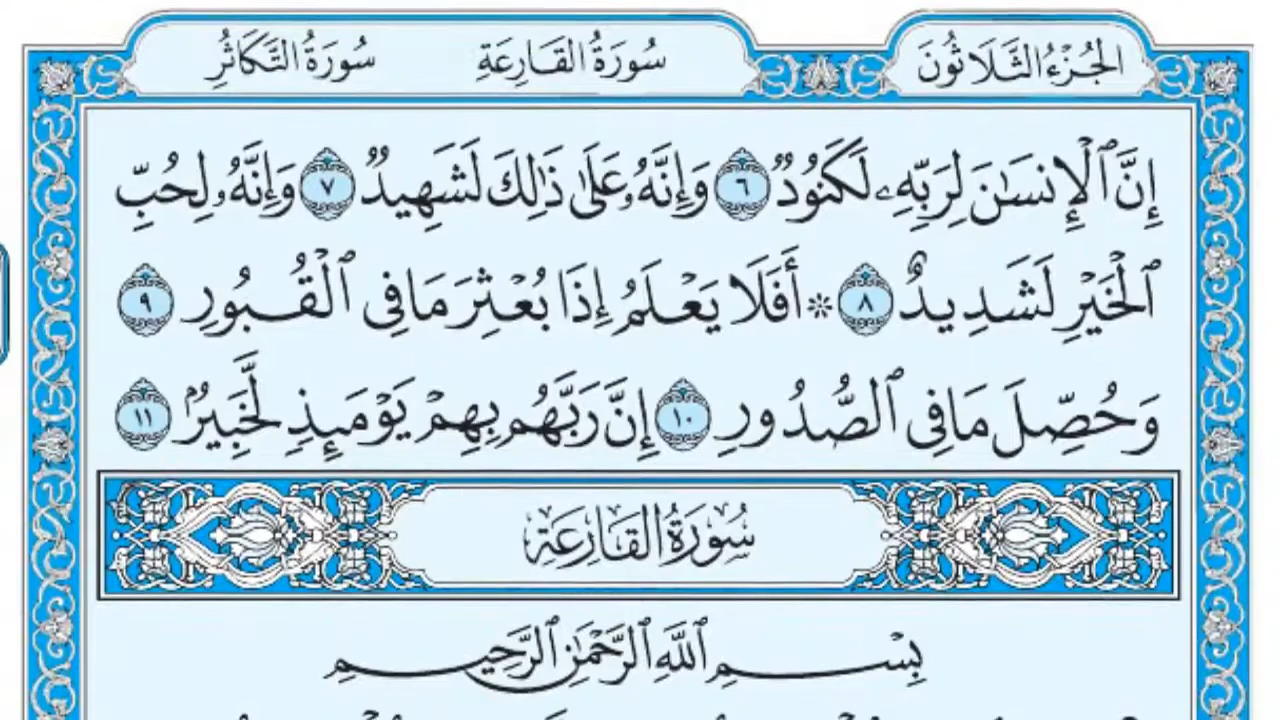 الجُزْءُ الثَّلَاثُونَ سُورَةُ القَارِعَةِ سُورَةُ التَّكَاثُرِ
إِنَّ ٱلْإِنسَٰنَ لِرَبِّهِۦ لَكَنُودٌ ٦ وَإِنَّهُۥ عَلَىٰ ذَٰلِكَ لَشَهِيدٌ ٧ وَإِنَّهُۥ لِحُبِّ
ٱلْخَيْرِ لَشَدِيدٌ ٨ ۞ أَفَلَا يَعْلَمُ إِذَا بُعْثِرَ مَا فِى ٱلْقُبُورِ ٩
وَحُصِّلَ مَا فِى ٱلصُّدُورِ ١٠ إِنَّ رَبَّهُم بِهِمْ يَوْمَئِذٍ لَّخَبِيرٌۢ ١١
سُورَةُ القَارِعَةِ
بِسْمِ ٱللَّهِ ٱلرَّحْمَٰنِ ٱلرَّحِيمِ